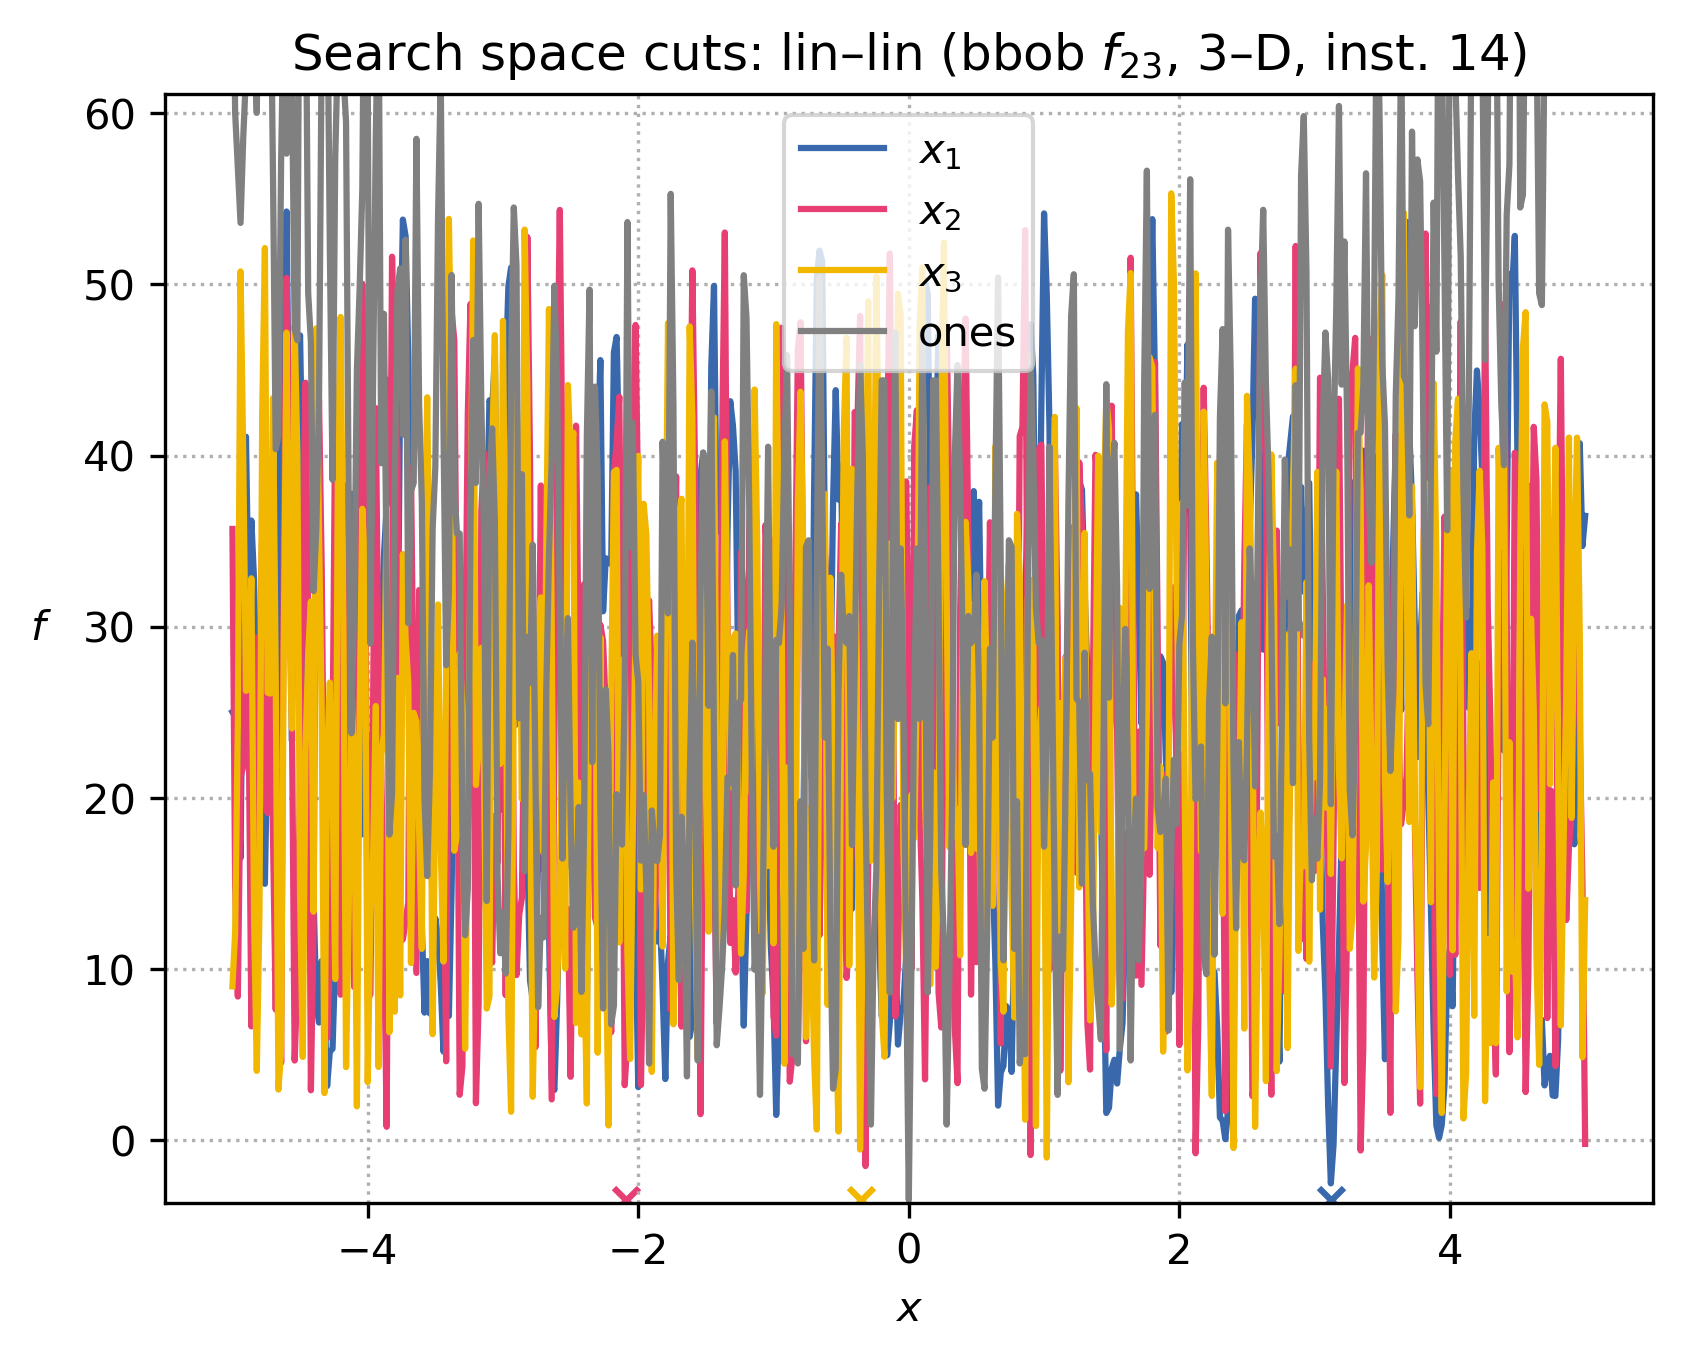 Search space cuts: lin–lin (bbob f₂₃, 3–D, inst. 14)
60
50
40
30
20
10
0
f
x₁
x₂
x₃
ones
−4
−2
0
2
4
x